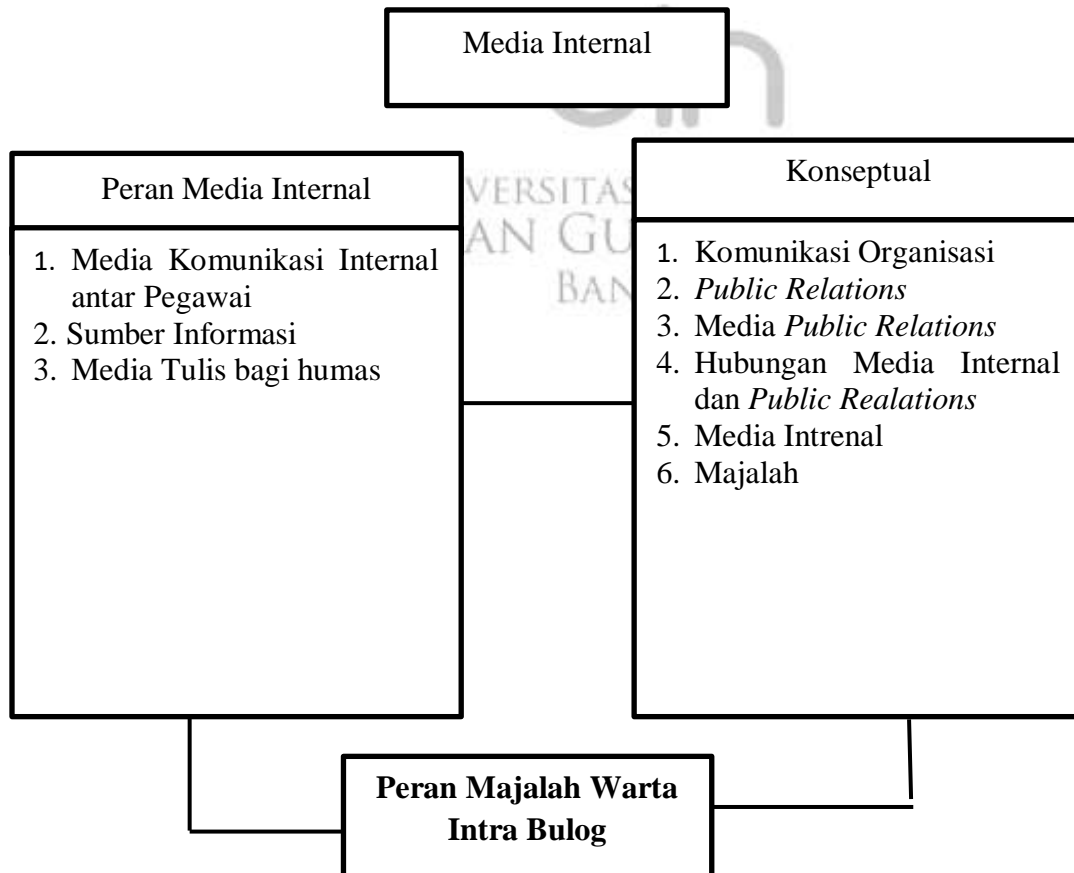 Media Internal
Peran Media Internal
1. Media Komunikasi Internal
antar Pegawai
2. Sumber Informasi
3. Media Tulis bagi humas
Konseptual
1. Komunikasi Organisasi
2. Public Relations
3. Media Public Relations
4. Hubungan Media Internal
dan Public Realations
5. Media Intrenal
6. Majalah
Peran Majalah Warta
Intra Bulog